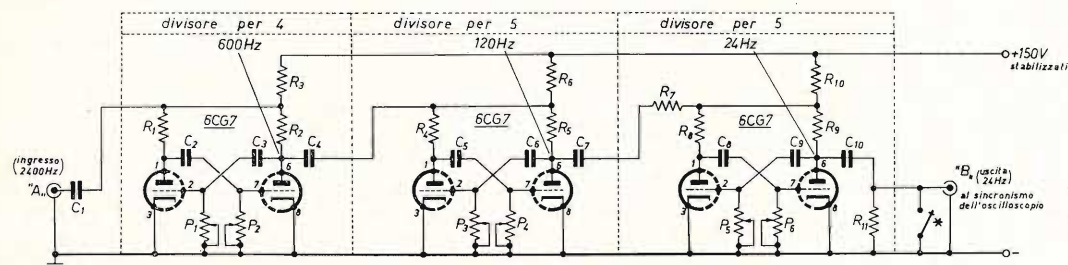 divisore per 4
divisore per 5
divisore per 5
600Hz
120Hz
24Hz
+150V
stabilizzati
R3
R6
R10
R7
R1
6CG7
R2
R4
6CG7
R5
R8
6CG7
R9
C2
C3
C4
C5
C6
C7
C8
C9
C10
(ingresso
2400Hz)
"A„
C1
1
2
3
6
7
8
1
2
3
6
7
8
1
2
3
6
7
8
P1
P2
P3
P4
P5
P6
R11
*
"B„ (uscita
24Hz)
al sincronismo
dell'oscilloscopio
-